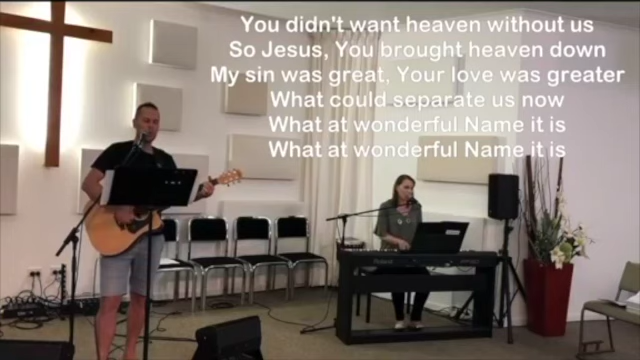 You didn't want heaven without us
So Jesus, You brought heaven down
My sin was great, Your love was greater
What could separate us now
What at wonderful Name it is
What at wonderful Name it is
Roland